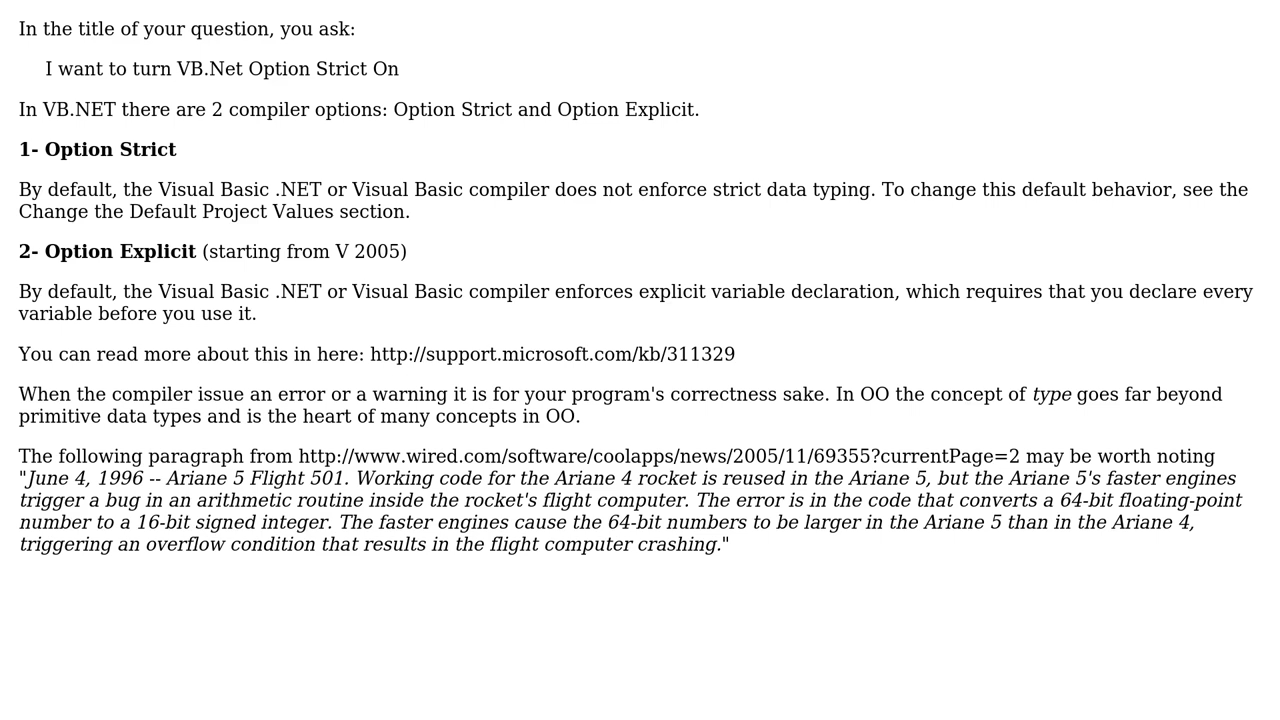 In the title of your question, you ask:
I want to turn VB.Net Option Strict On
In VB.NET there are 2 compiler options: Option Strict and Option Explicit.
1- Option Strict
By default, the Visual Basic .NET or Visual Basic compiler does not enforce strict data typing. To change this default behavior, see the
Change the Default Project Values section.
2- Option Explicit (starting from V 2005)
By default, the Visual Basic .NET or Visual Basic compiler enforces explicit variable declaration, which requires that you declare every
variable before you use it.
You can read more about this in here: http://support.microsoft.com/kb/311329
When the compiler issue an error or a warning it is for your program's correctness sake. In OO the concept of type goes far beyond
primitive data types and is the heart of many concepts in OO.
The following paragraph from http://www.wired.com/software/coolapps/news/2005/11/69355?currentPage=2 may be worth noting
"June 4, 1996 -- Ariane 5 Flight 501. Working code for the Ariane 4 rocket is reused in the Ariane 5, but the Ariane 5's faster engines
trigger a bug in an arithmetic routine inside the rocket's flight computer. The error is in the code that converts a 64-bit floating-point
number to a 16-bit signed integer. The faster engines cause the 64-bit numbers to be larger in the Ariane 5 than in the Ariane 4,
triggering an overflow condition that results in the flight computer crashing."